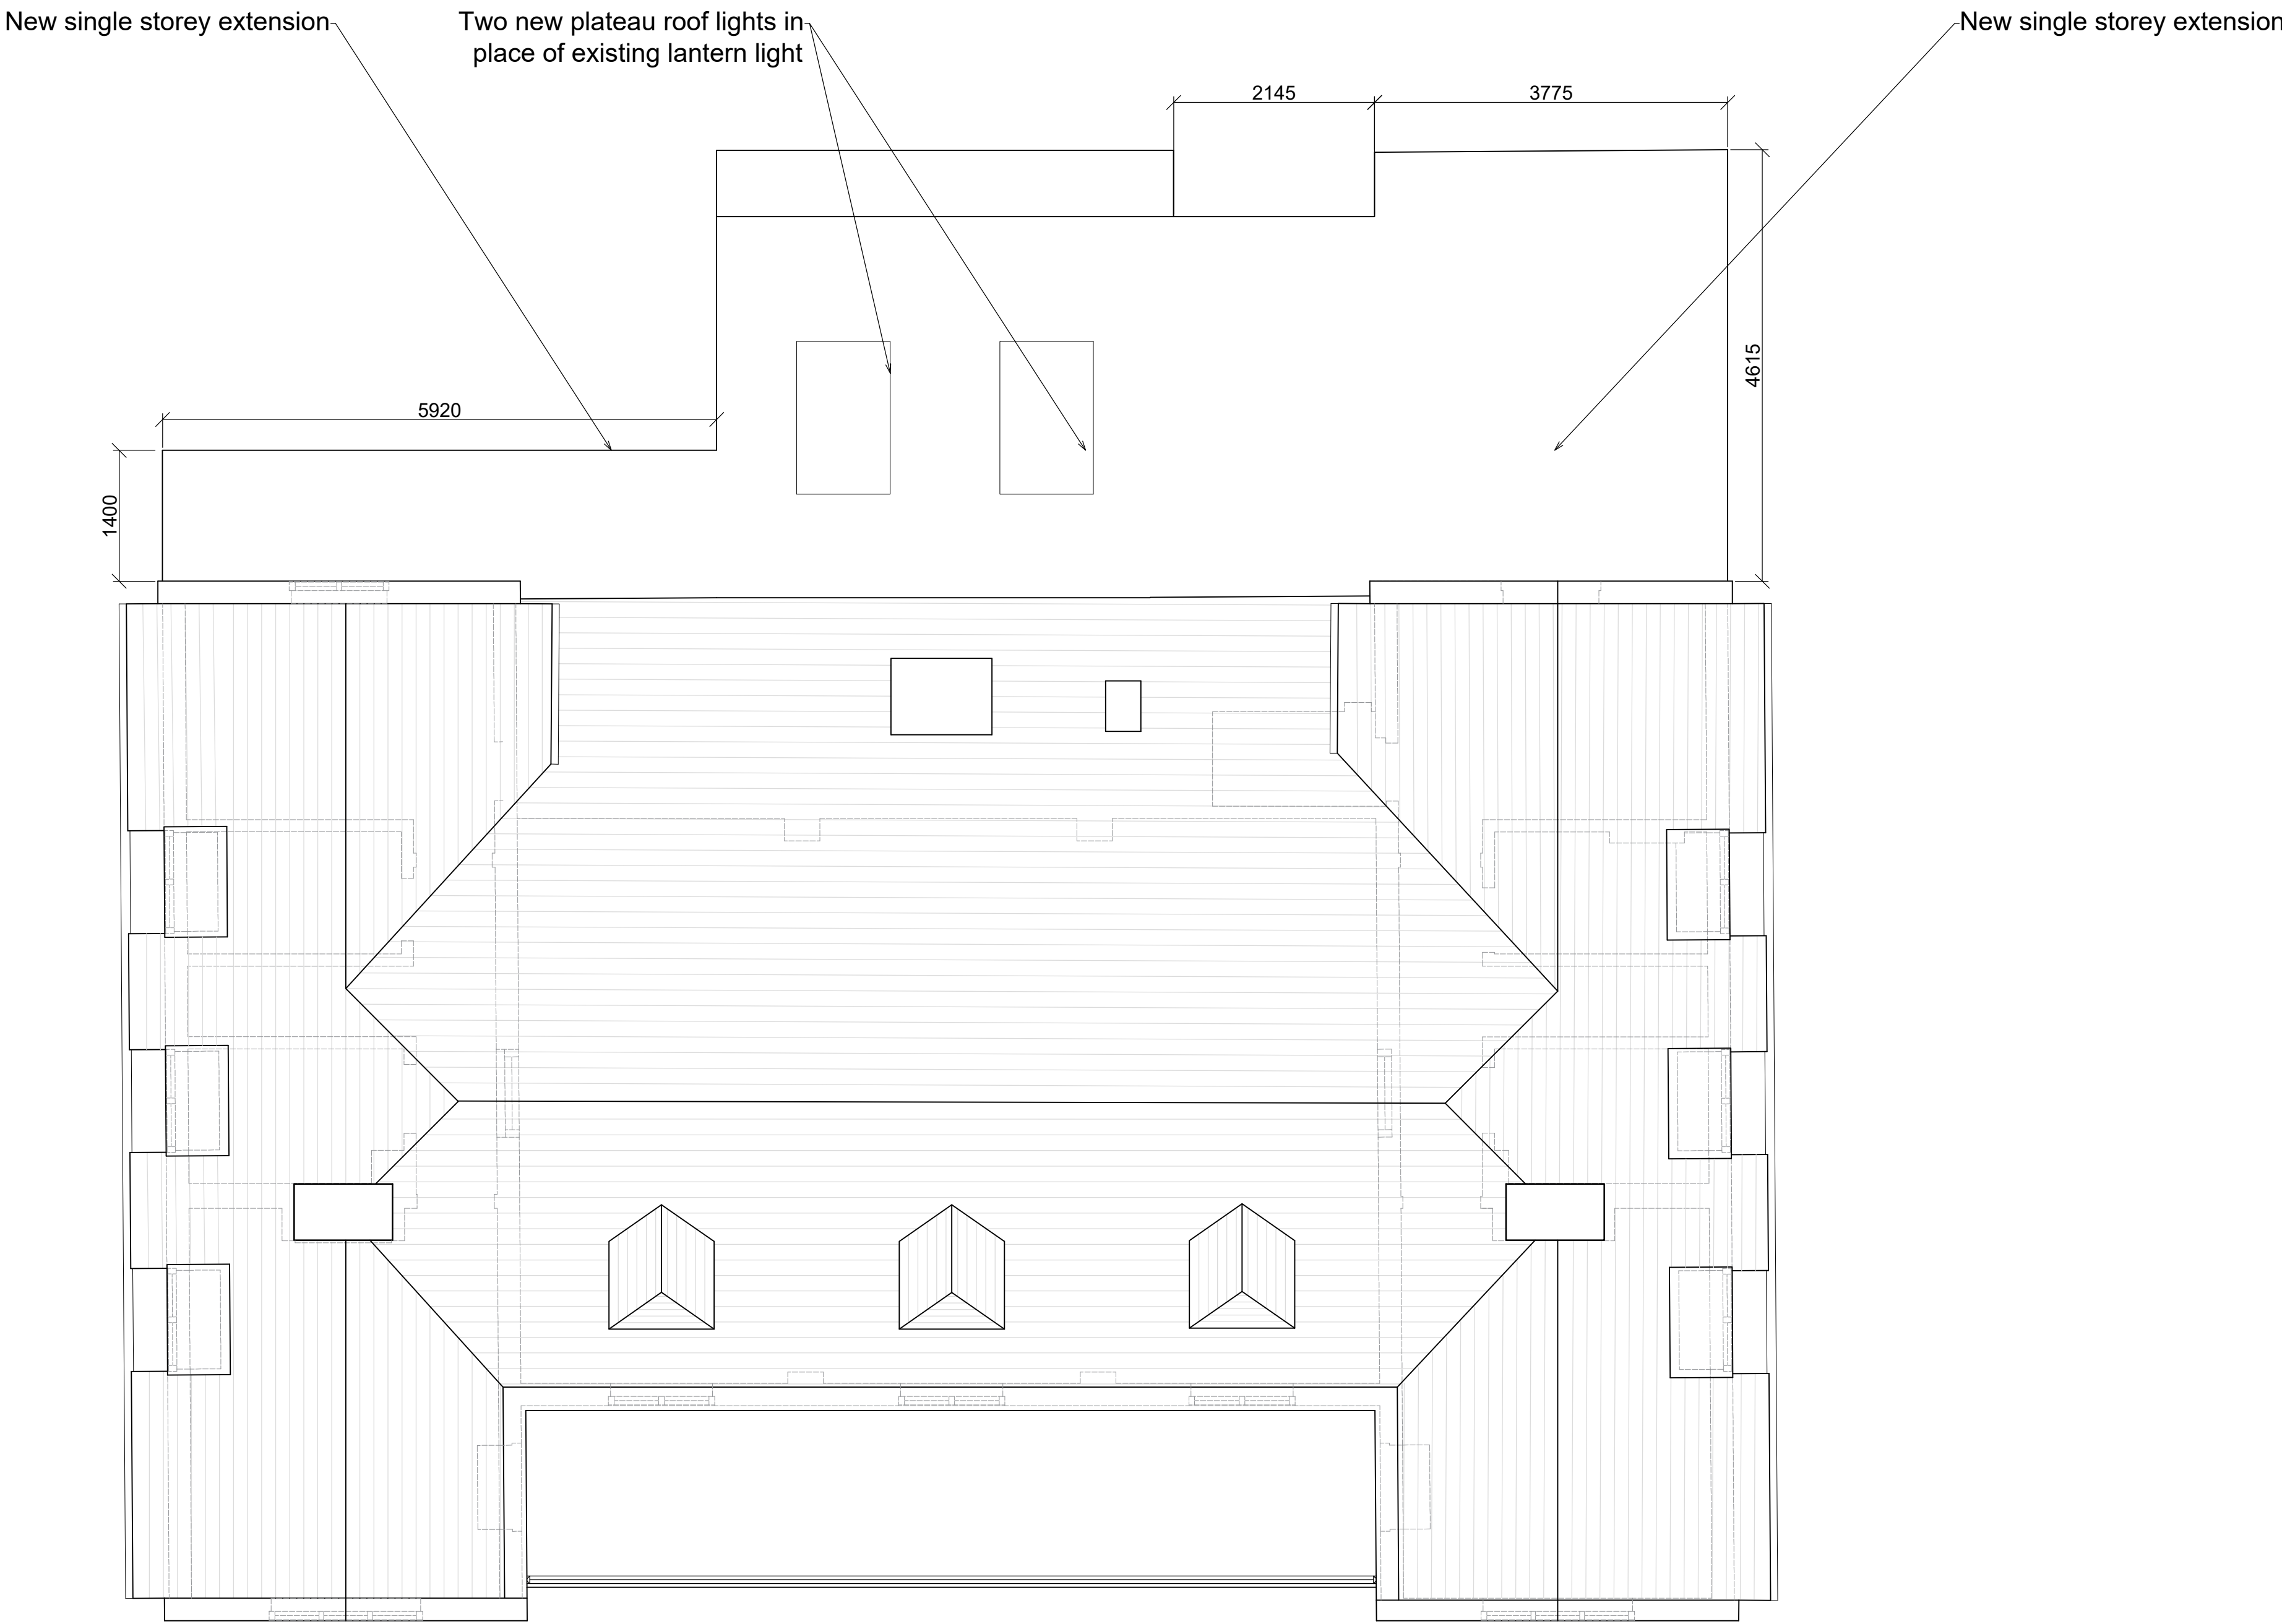 New single storey extension
Two new plateau roof lights in
place of existing lantern light
New single storey extension
2145
3775
4615
5920
1400